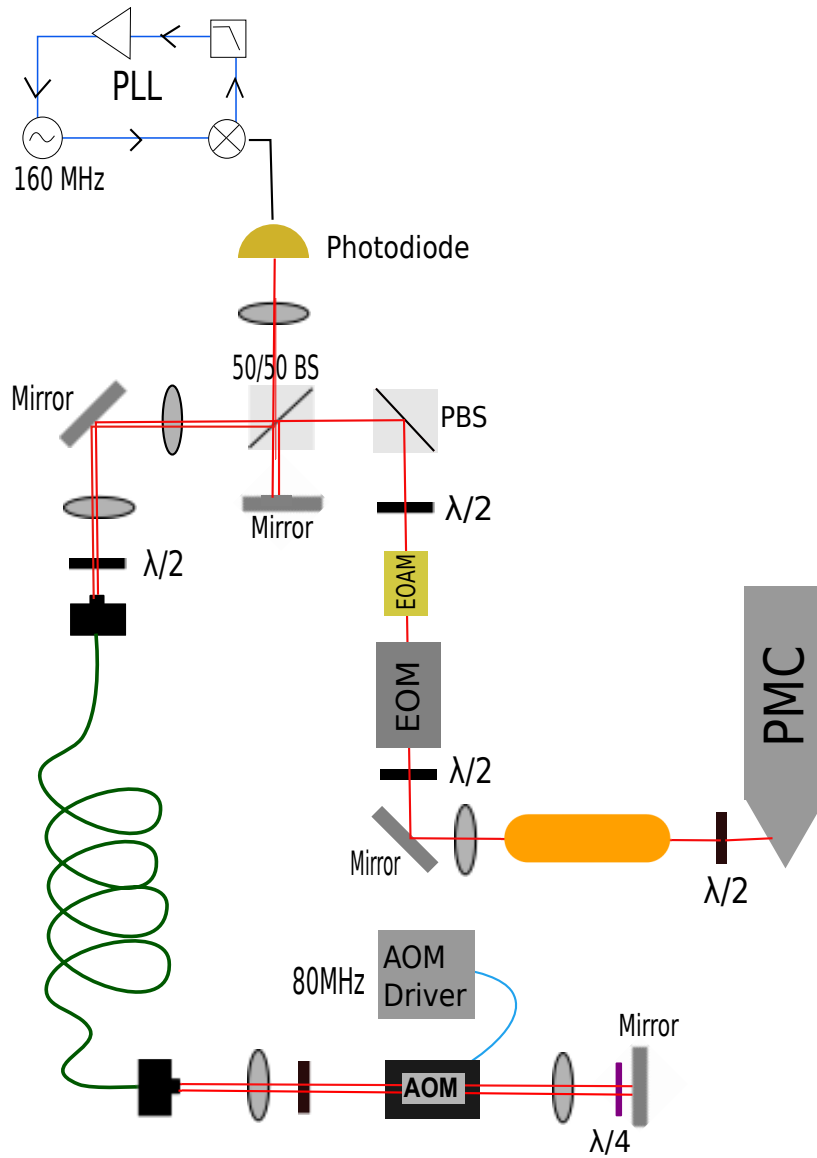 PLL
160 MHz
Photodiode
50/50 BS
Mirror
PBS
Mirror
λ/2
EOAM
λ/2
EOM
PMC
λ/2
Mirror
λ/2
AOM
Driver
80MHz
Mirror
AOM
λ/4